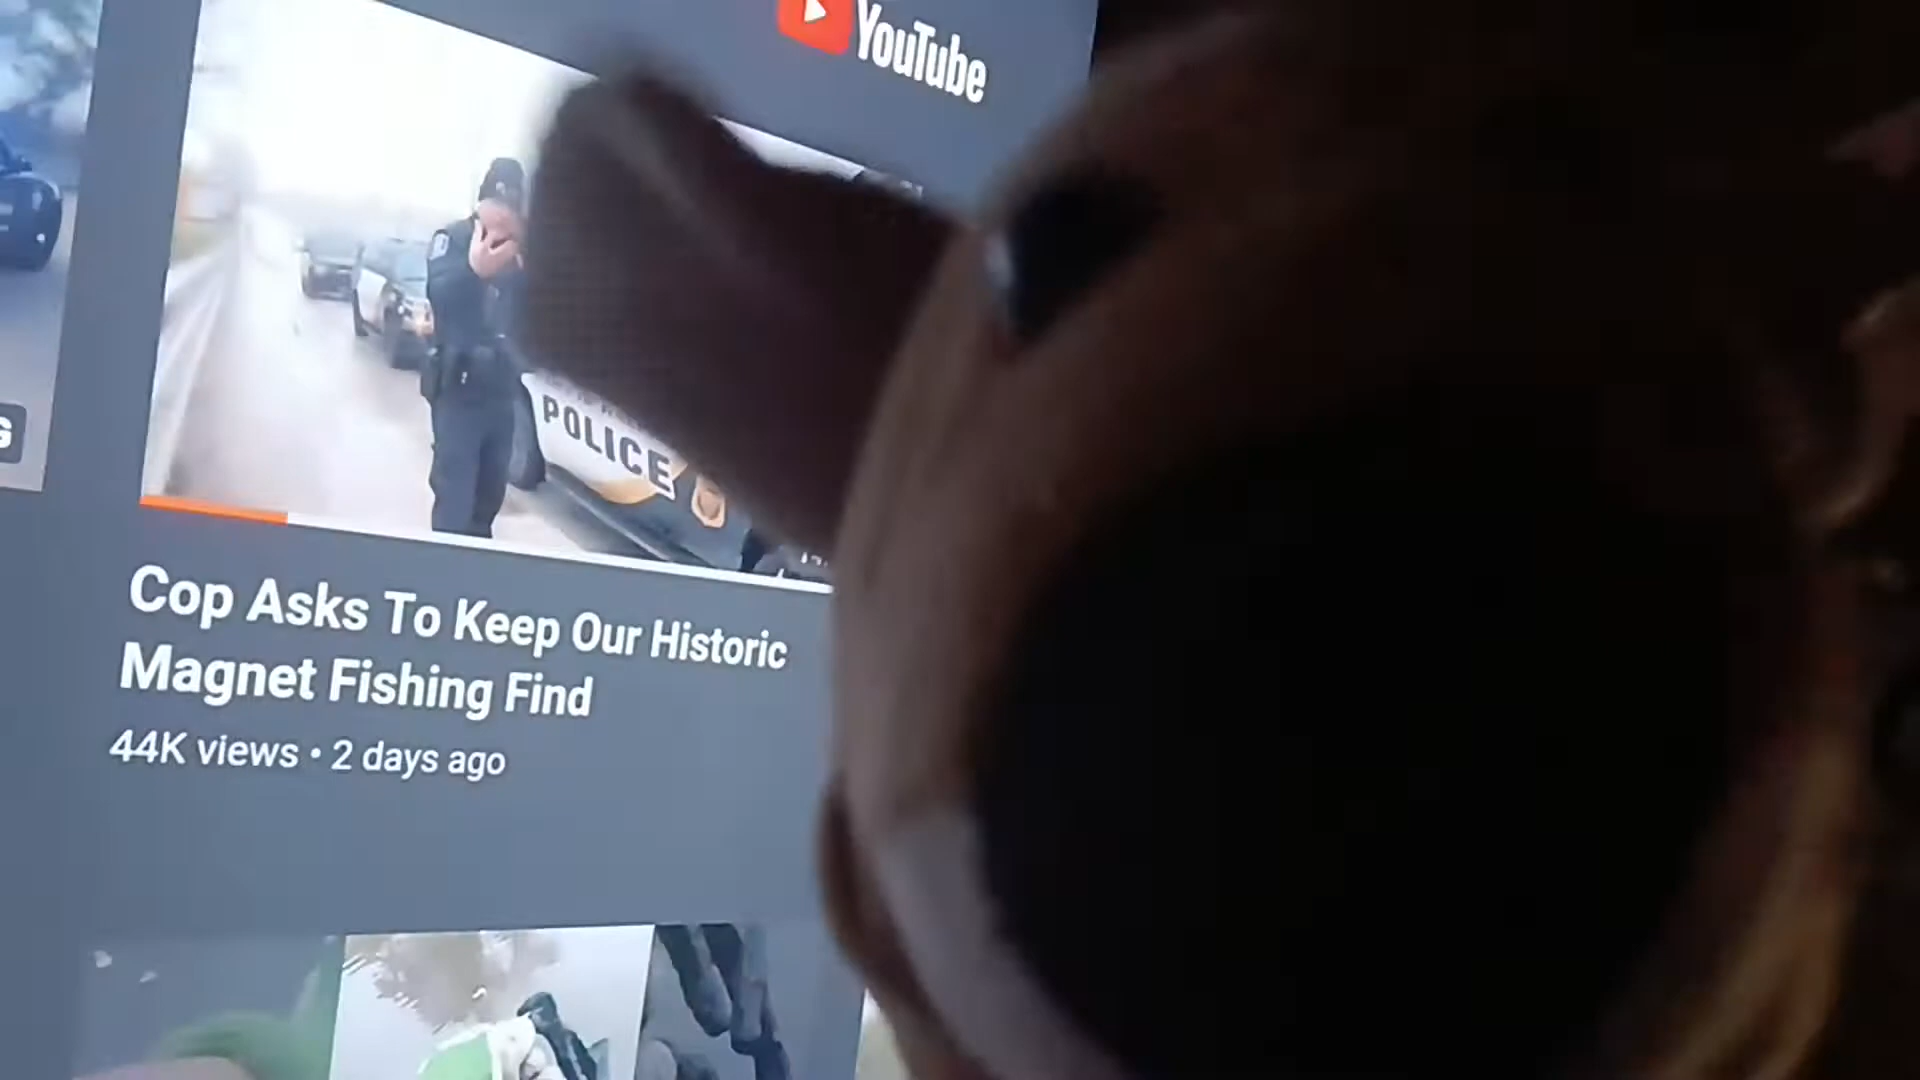 YouTube
POLICE
Cop Asks To Keep Our Historic
Magnet Fishing Find
44K views • 2 days ago